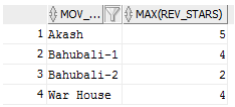 MOV_... MAX(REV_STARS)
1 Akash 5
2 Bahubali-1 4
3 Bahubali-2 2
4 War House 4